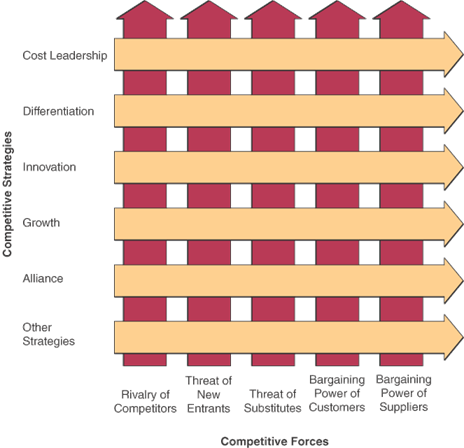 Cost Leadership
Differentiation
Innovation
Growth
Alliance
Other
Strategies
Competitive Strategies
Rivalry of
Competitors
Threat of
New
Entrants
Threat of
Substitutes
Bargaining
Power of
Customers
Bargaining
Power of
Suppliers
Competitive Forces